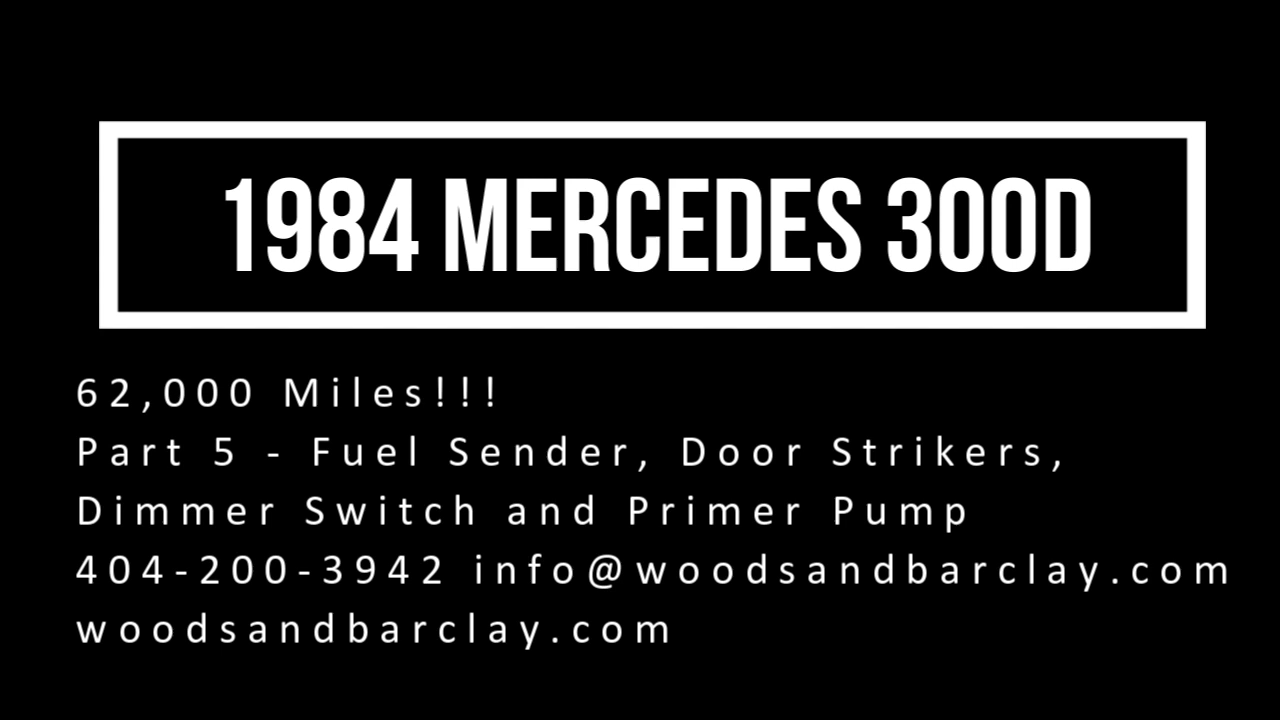 1984 MERCEDES 300D
62,000 Miles!!!
Part 5 - Fuel Sender, Door Strikers,
Dimmer Switch and Primer Pump
404-200-3942 info@woodsandbarclay.com
woodsandbarclay.com